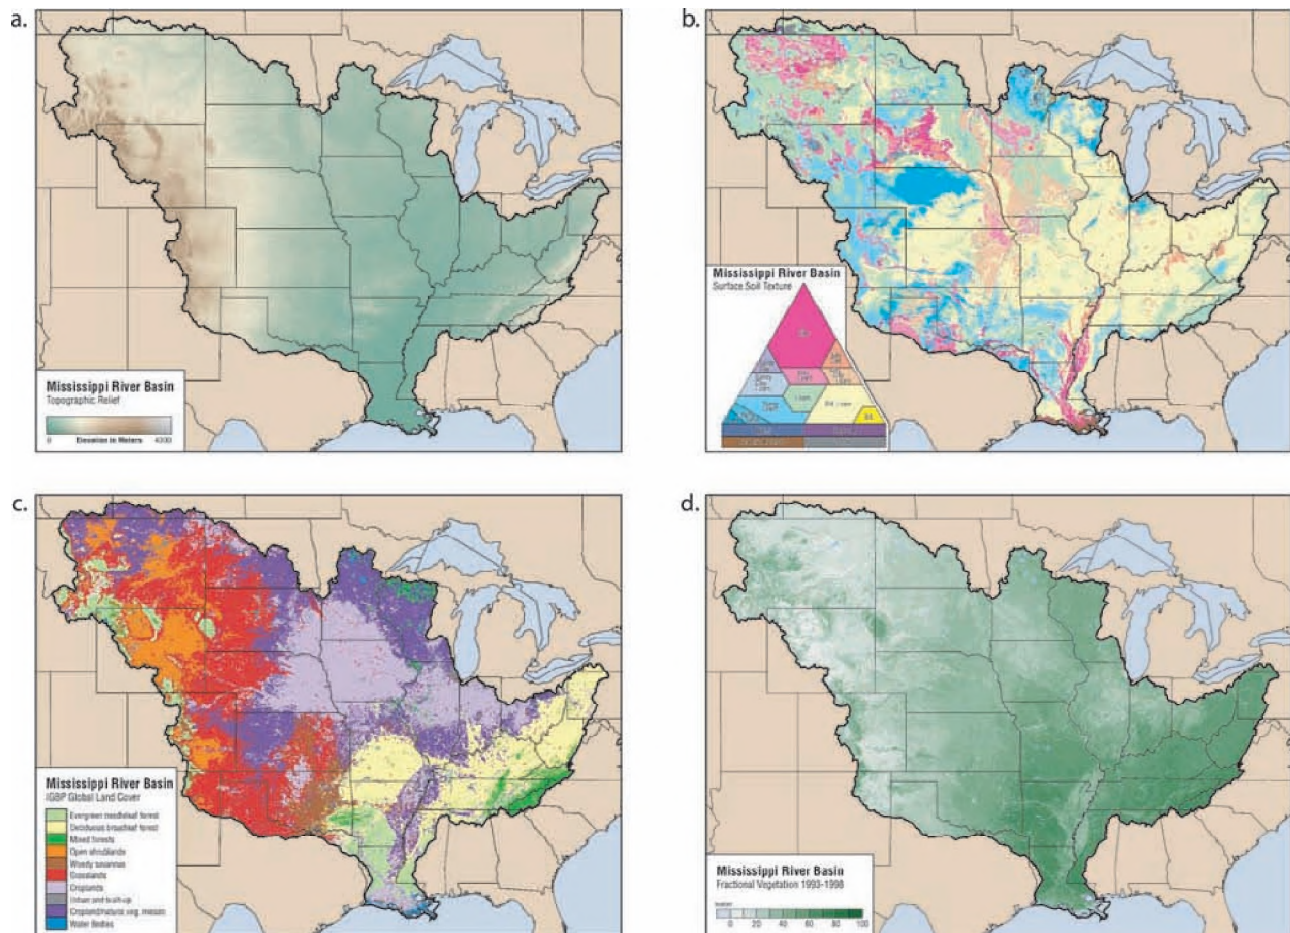 a.
Mississippi River Basin
Topographic Relief
0 Elevation in Meters 4000
b.
Mississippi River Basin
Surface Soil Texture
c.
Mississippi River Basin
IGBP Global Land Cover
Evergreen needleleaf forest
Deciduous broadleaf forest
Mixed forests
Open shrublands
Woody savannas
Grasslands
Croplands
Urban and built-up
Cropland/natural veg. mosaic
Water Bodies
d.
Mississippi River Basin
Fractional Vegetation 1993-1998
water
0 20 40 60 80 100